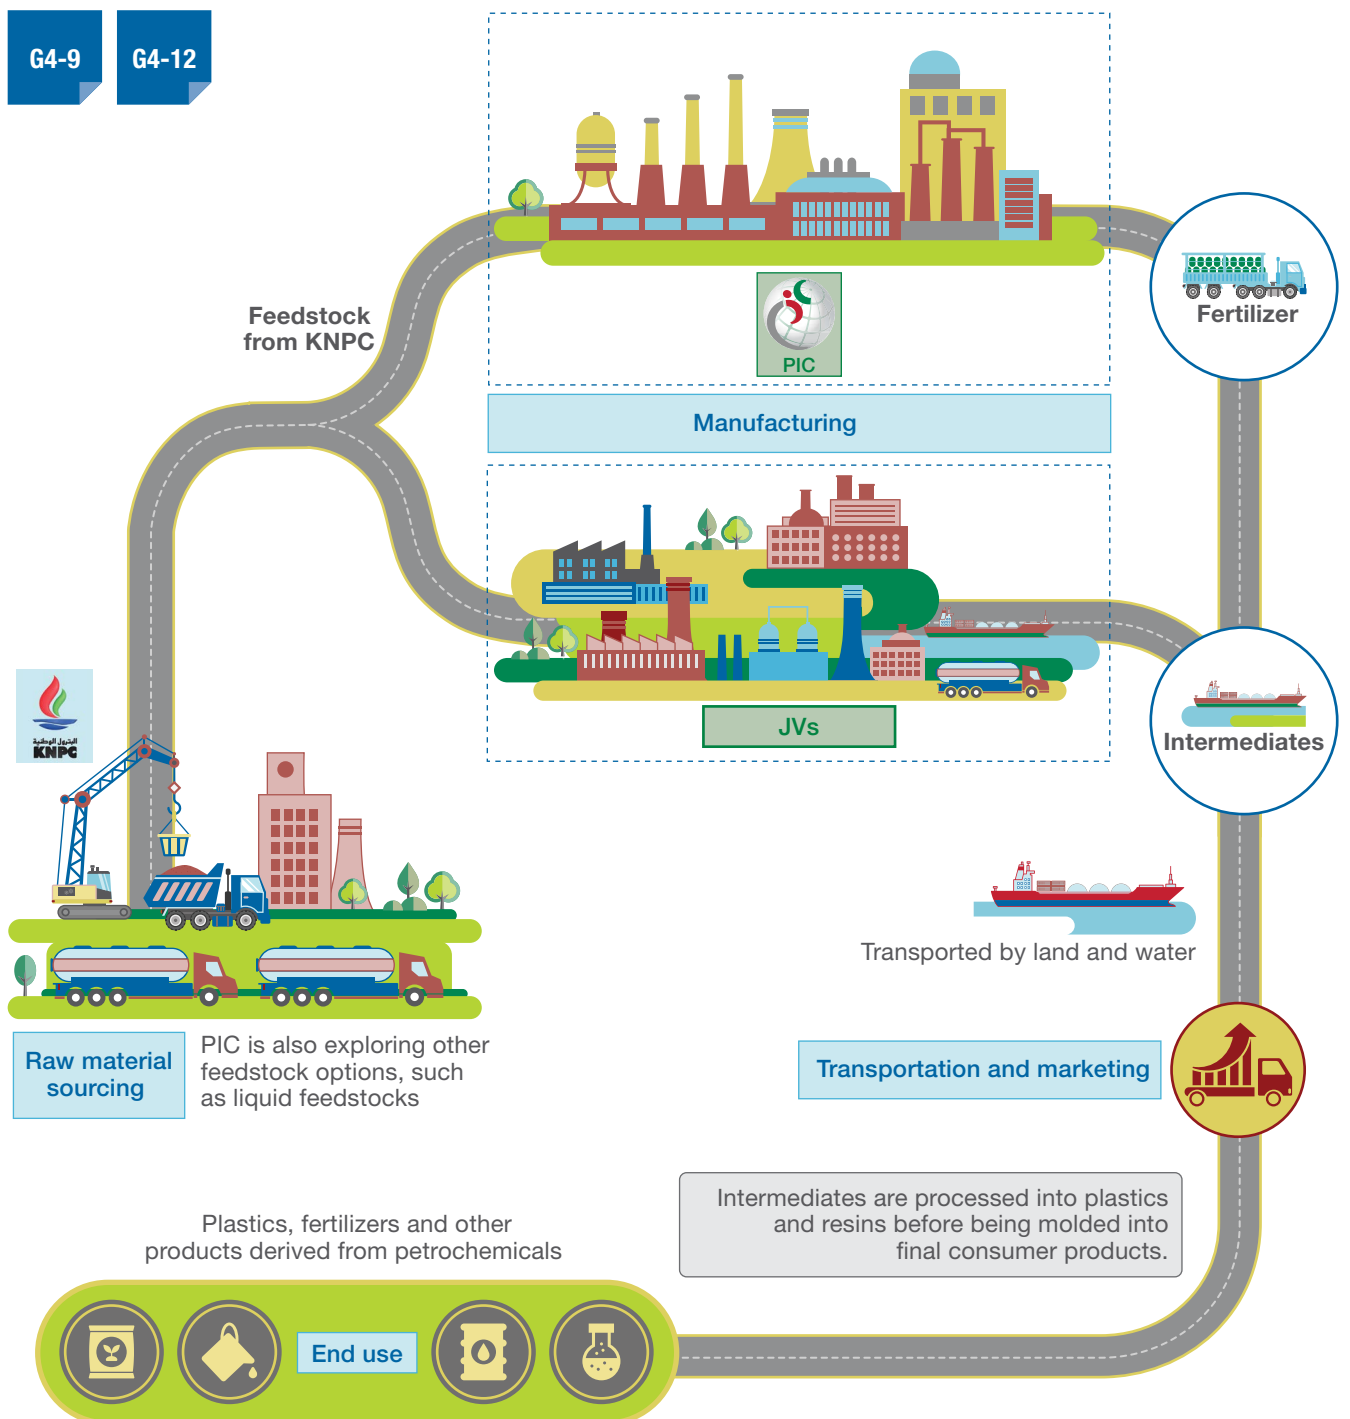 G4-9
G4-12
Feedstock
from KNPC
PIC
Fertilizer
Manufacturing
JVs
Intermediates
البترول الوطنية
KNPC
Transported by land and water
Raw material
sourcing
PIC is also exploring other
feedstock options, such
as liquid feedstocks
Transportation and marketing
Intermediates are processed into plastics
and resins before being molded into
final consumer products.
Plastics, fertilizers and other
products derived from petrochemicals
End use